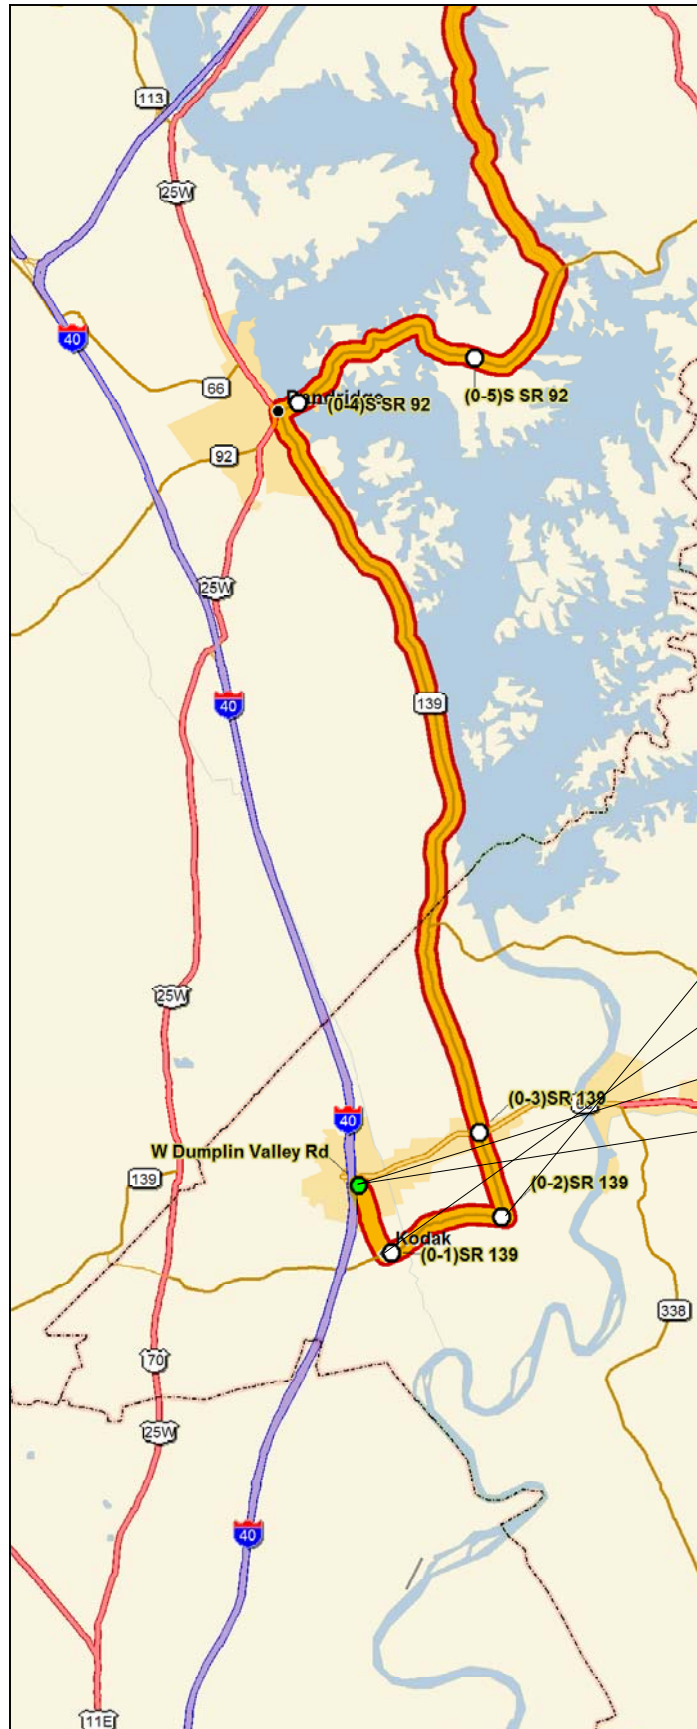 113
25W
40
66
(0-5)S SR 92
Dandridge
(0-4)S SR 92
92
25W
139
40
25W
(0-3)SR 139
40
W Dumplin Valley Rd
139
(0-2)SR 139
Kodak
(0-1)SR 139
338
70
25W
40
11E